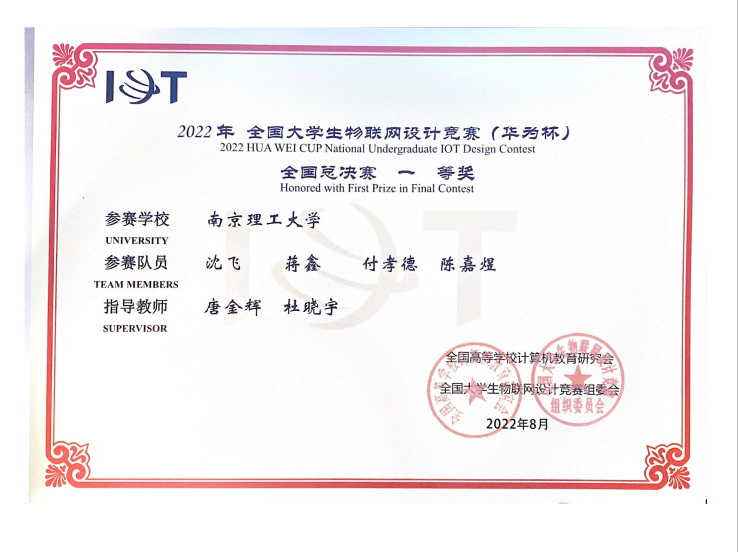 IOT
2022年 全国大学生物联网设计竞赛（华为杯）
2022 HUA WEI CUP National Undergraduate IOT Design Contest
全国总决赛 一 等奖
Honored with First Prize in Final Contest
参赛学校 南京理工大学
UNIVERSITY
参赛队员 沈飞 蒋鑫 付孝德 陈嘉煜
TEAM MEMBERS
指导教师 唐金辉 杜晓宇
SUPERVISOR
全国高等学校计算机教育研究会
全国大学生物联网设计竞赛组委会
组织委员会
2022年8月